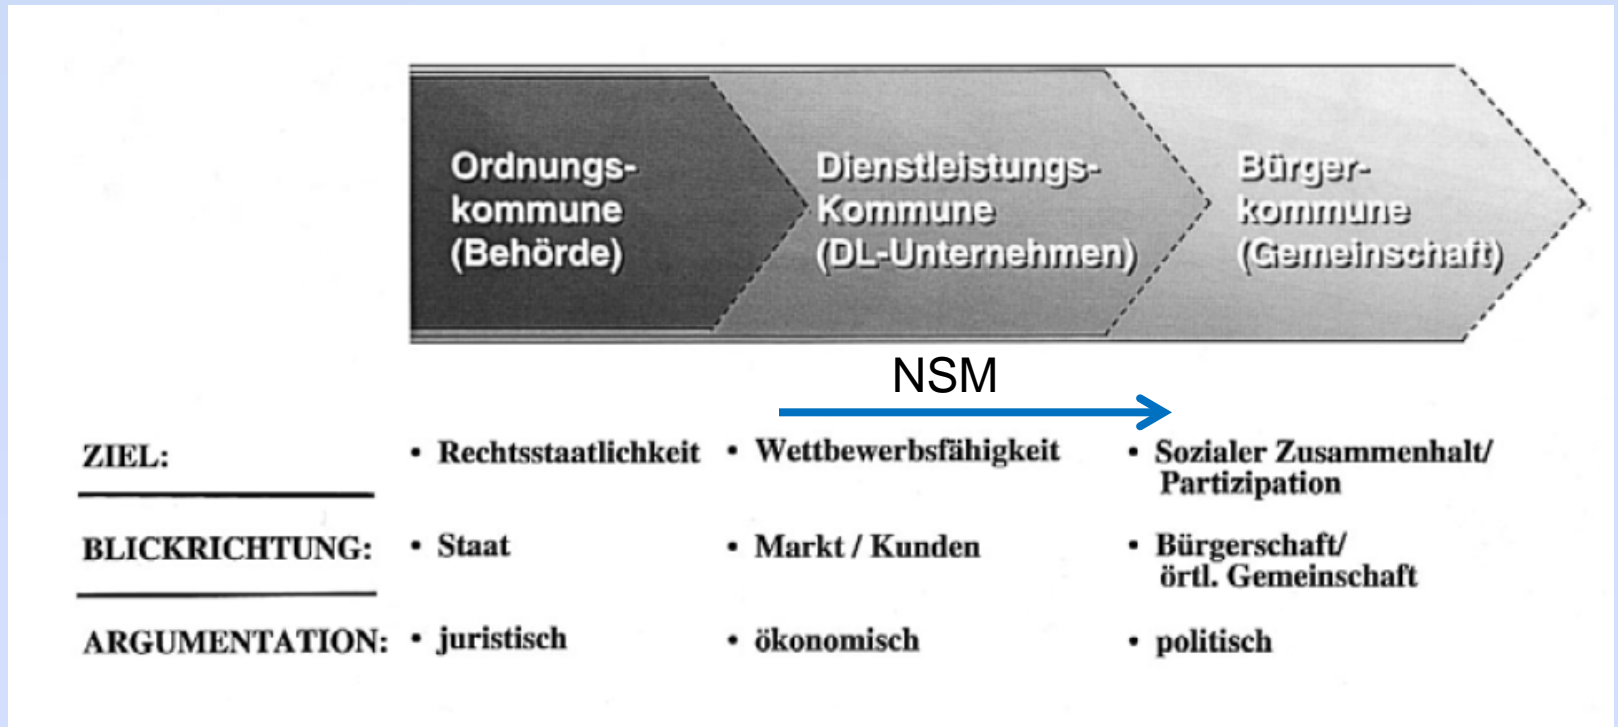 Ordnungs-
kommune
(Behörde)
Dienstleistungs-
Kommune
(DL-Unternehmen)
Bürger-
kommune
(Gemeinschaft)
NSM
ZIEL:
• Rechtsstaatlichkeit
• Wettbewerbsfähigkeit
• Sozialer Zusammenhalt/
Partizipation
BLICKRICHTUNG:
• Staat
• Markt / Kunden
• Bürgerschaft/
örtl. Gemeinschaft
ARGUMENTATION:
• juristisch
• ökonomisch
• politisch